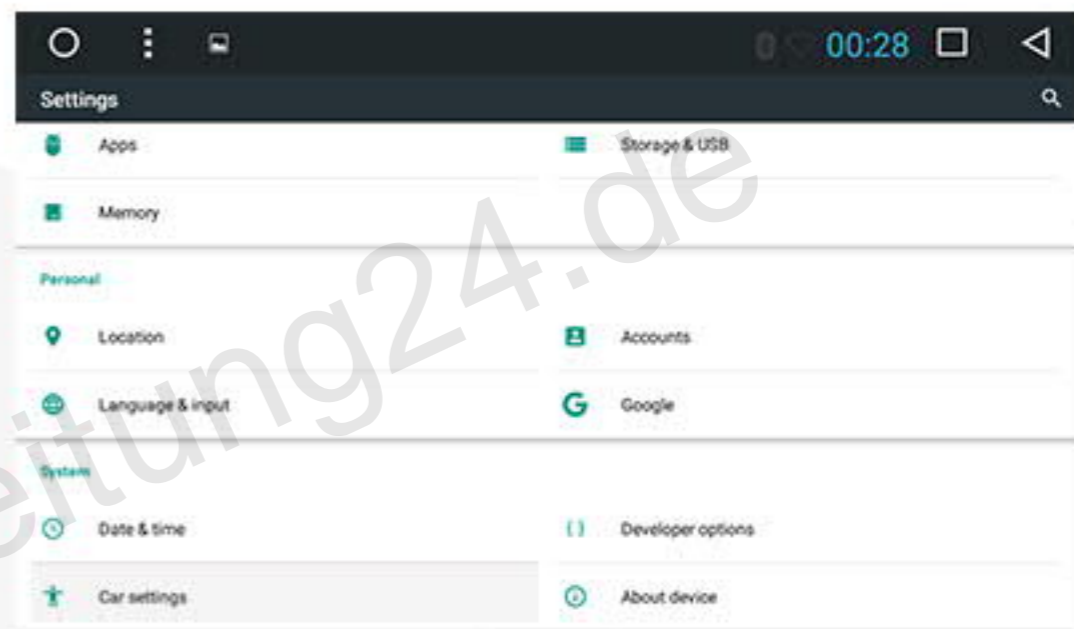 00:28
Settings
Apps
Storage & USB
Memory
Personal
Location
Accounts
Language & input
Google
System
Date & time
Developer options
Car settings
About device
eitung24.de